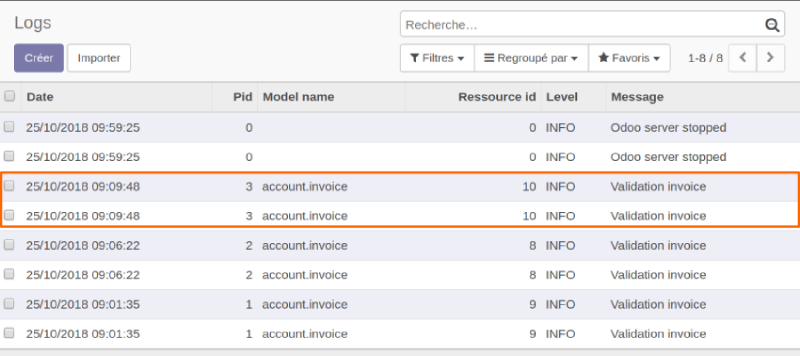 Logs
Recherche…
Créer Importer Filtres Regroupé par Favoris 1-8 / 8
Date Pid Model name Ressource id Level Message
25/10/2018 09:59:25 0 0 INFO Odoo server stopped
25/10/2018 09:59:25 0 0 INFO Odoo server stopped
25/10/2018 09:09:48 3 account.invoice 10 INFO Validation invoice
25/10/2018 09:09:48 3 account.invoice 10 INFO Validation invoice
25/10/2018 09:06:22 2 account.invoice 8 INFO Validation invoice
25/10/2018 09:06:22 2 account.invoice 8 INFO Validation invoice
25/10/2018 09:01:35 1 account.invoice 9 INFO Validation invoice
25/10/2018 09:01:35 1 account.invoice 9 INFO Validation invoice